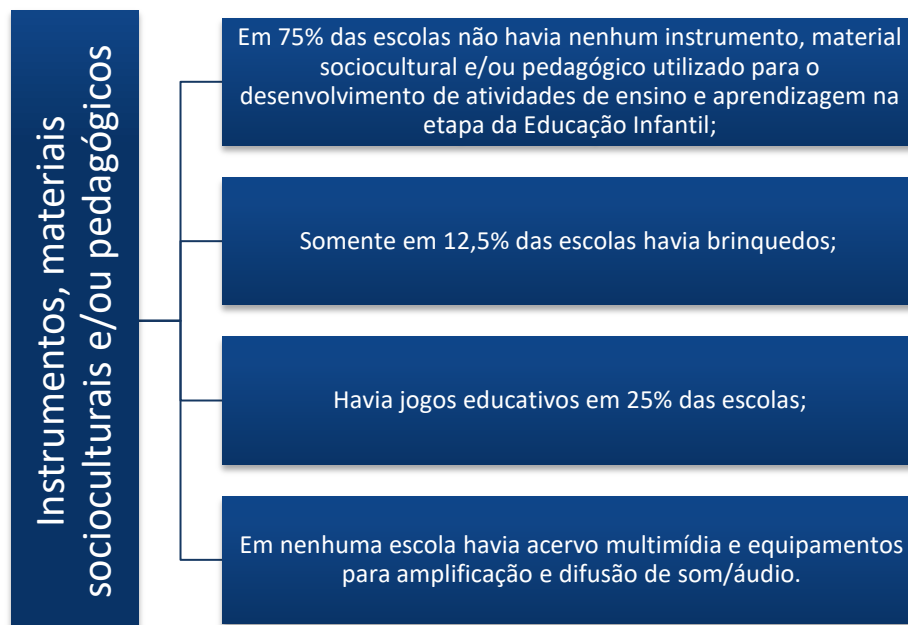 Instrumentos, materiais
socioculturais e/ou pedagógicos
Em 75% das escolas não havia nenhum instrumento, material
sociocultural e/ou pedagógico utilizado para o
desenvolvimento de atividades de ensino e aprendizagem na
etapa da Educação Infantil;
Somente em 12,5% das escolas havia brinquedos;
Havia jogos educativos em 25% das escolas;
Em nenhuma escola havia acervo multimídia e equipamentos
para amplificação e difusão de som/áudio.